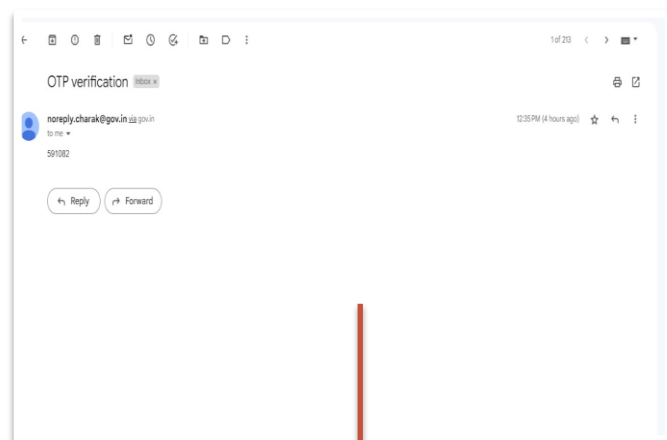 1 of 213
OTP verification Inbox x
noreply.charak@gov.in via gov.in
12:35 PM (4 hours ago)
to me
591082
Reply
Forward